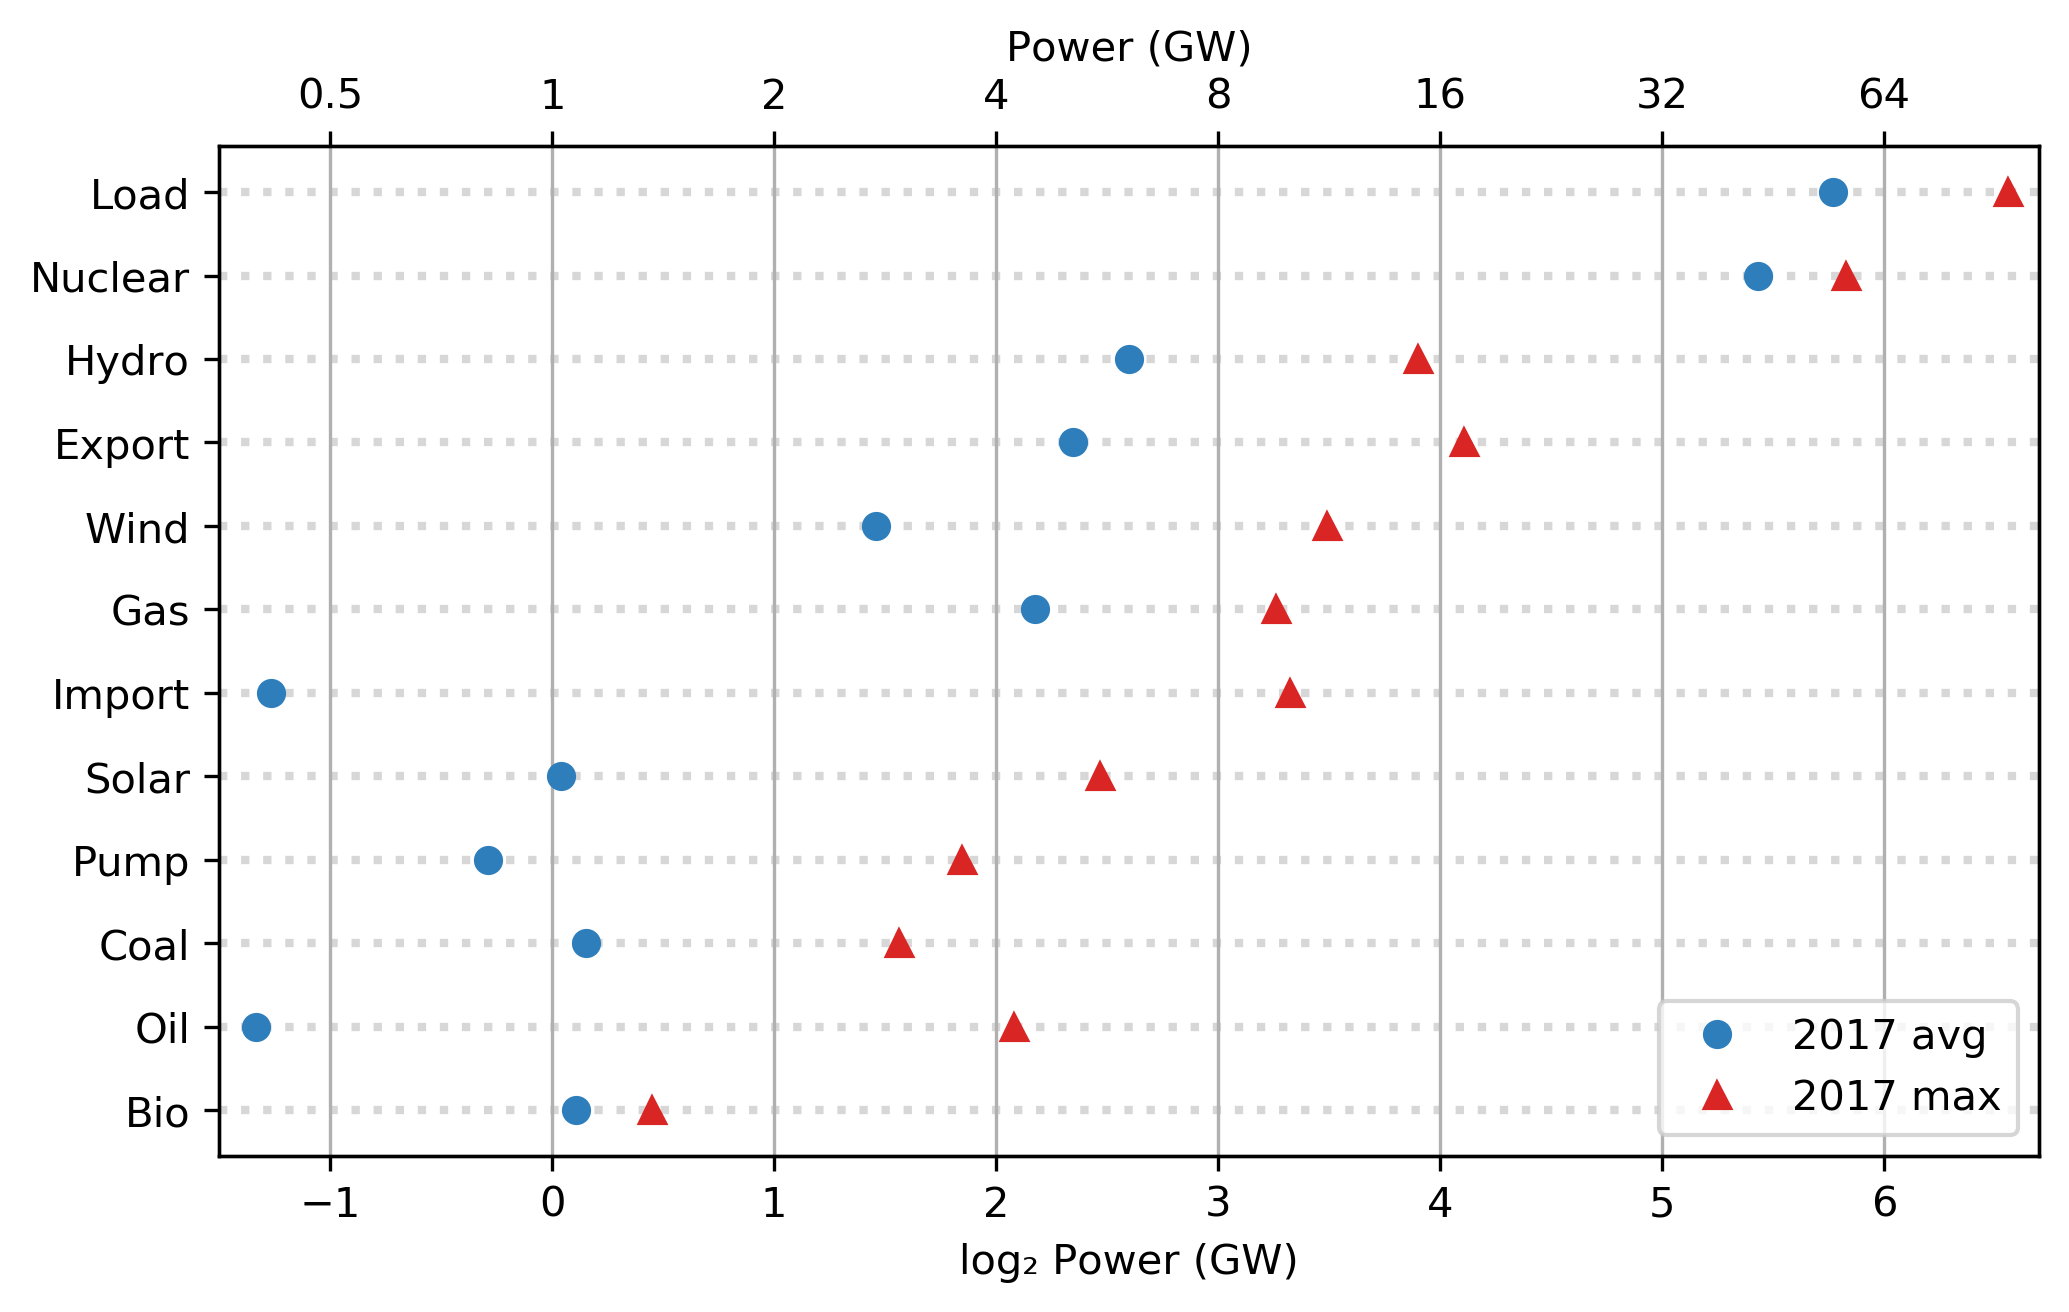 Power (GW)
0.5 1 2 4 8 16 32 64
Load
Nuclear
Hydro
Export
Wind
Gas
Import
Solar
Pump
Coal
Oil
Bio
2017 avg
2017 max
−1 0 1 2 3 4 5 6
log₂ Power (GW)